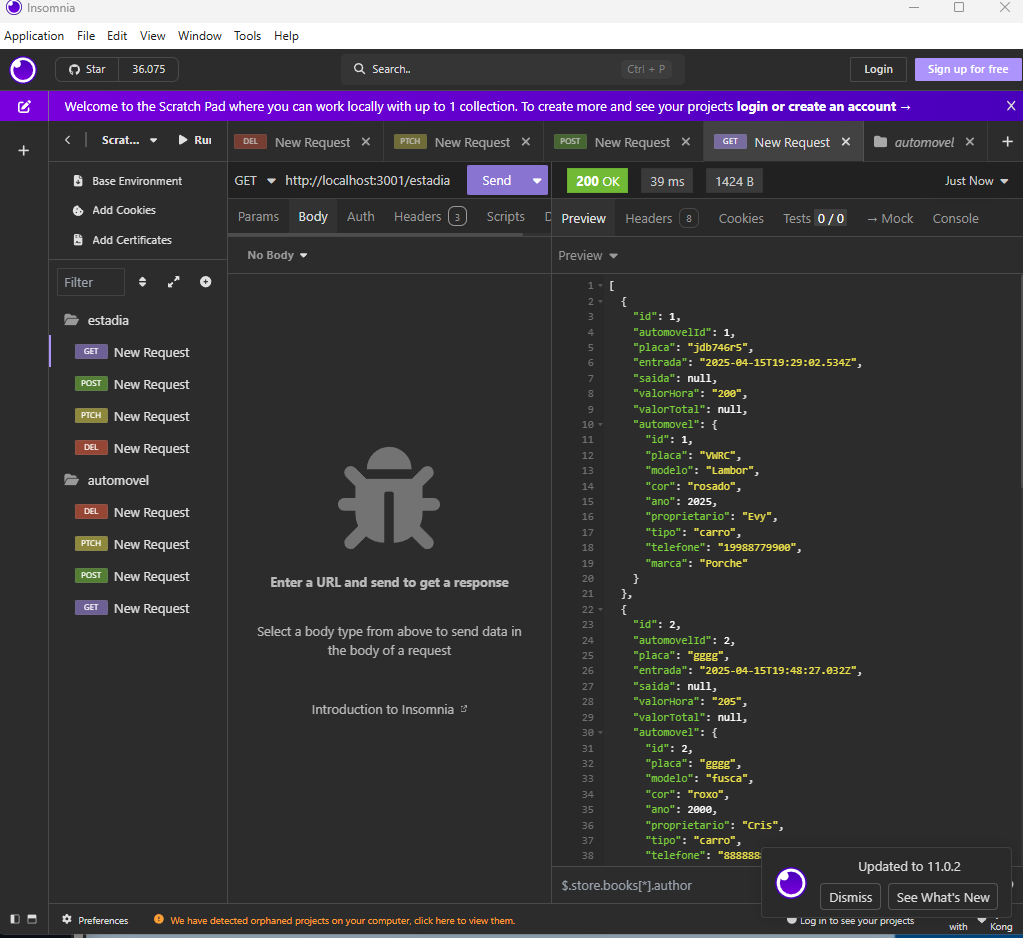 Insomnia
Application File Edit View Window Tools Help
Star 36.075 Search.. Ctrl + P Login Sign up for free
Welcome to the Scratch Pad where you can work locally with up to 1 collection. To create more and see your projects login or create an account → X
Scrat... Run
DEL New Request PTCH New Request POST New Request GET New Request automovel
Base Environment
Add Cookies
Add Certificates
Filter
estadia
GET New Request
POST New Request
PTCH New Request
DEL New Request
automovel
DEL New Request
PTCH New Request
POST New Request
GET New Request
GET http://localhost:3001/estadia Send
Params Body Auth Headers 3 Scripts D
No Body
Enter a URL and send to get a response
Select a body type from above to send data in
the body of a request
Introduction to Insomnia
200 OK 39 ms 1424 B Just Now
Preview Headers 8 Cookies Tests 0 / 0 → Mock Console
Preview
1 [
2 {
3 "id": 1,
4 "automovelId": 1,
5 "placa": "jdb746r5",
6 "entrada": "2025-04-15T19:29:02.534Z",
7 "saida": null,
8 "valorHora": "200",
9 "valorTotal": null,
10 "automovel": {
11 "id": 1,
12 "placa": "VWRC",
13 "modelo": "Lambor",
14 "cor": "rosado",
15 "ano": 2025,
16 "proprietario": "Evy",
17 "tipo": "carro",
18 "telefone": "19988779900",
19 "marca": "Porche"
20 }
21 },
22 {
23 "id": 2,
24 "automovelId": 2,
25 "placa": "gggg",
26 "entrada": "2025-04-15T19:48:27.032Z",
27 "saida": null,
28 "valorHora": "205",
29 "valorTotal": null,
30 "automovel": {
31 "id": 2,
32 "placa": "gggg",
33 "modelo": "fusca",
34 "cor": "roxo",
35 "ano": 2000,
36 "proprietario": "Cris",
37 "tipo": "carro",
38 "telefone": "888888
$.store.books[*].author
Updated to 11.0.2
Dismiss See What's New
Preferences We have detected orphaned projects on your computer, click here to view them. Log in to see your projects with Kong